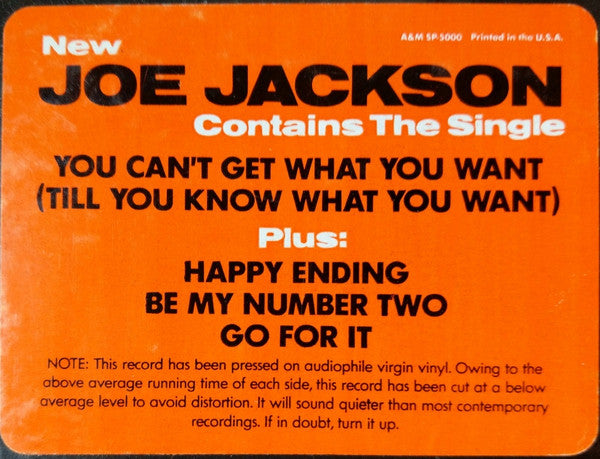 New
A&M SP-5000 Printed in the U.S.A.
JOE JACKSON
Contains The Single
YOU CAN'T GET WHAT YOU WANT
(TILL YOU KNOW WHAT YOU WANT)
Plus:
HAPPY ENDING
BE MY NUMBER TWO
GO FOR IT
NOTE: This record has been pressed on audiophile virgin vinyl. Owing to the
above average running time of each side, this record has been cut at a below
average level to avoid distortion. It will sound quieter than most contemporary
recordings. If in doubt, turn it up.